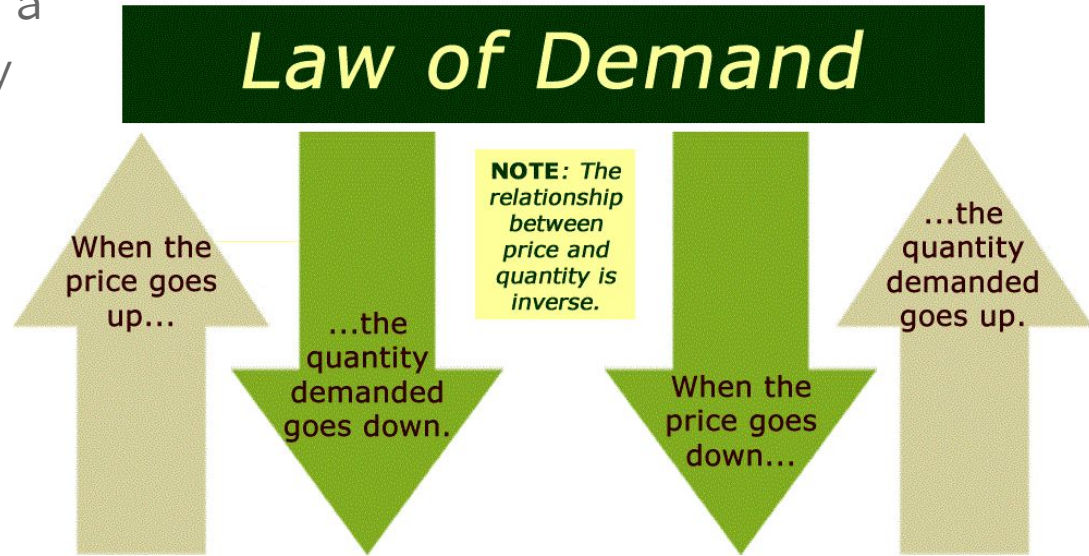 a
y
Law of Demand
When the
price goes
up...
...the
quantity
demanded
goes down.
NOTE: The
relationship
between
price and
quantity is
inverse.
When the
price goes
down...
...the
quantity
demanded
goes up.